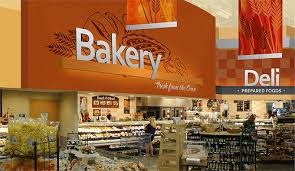 Bakery
Fresh from the Oven
Deli
• PREPARED FOODS •